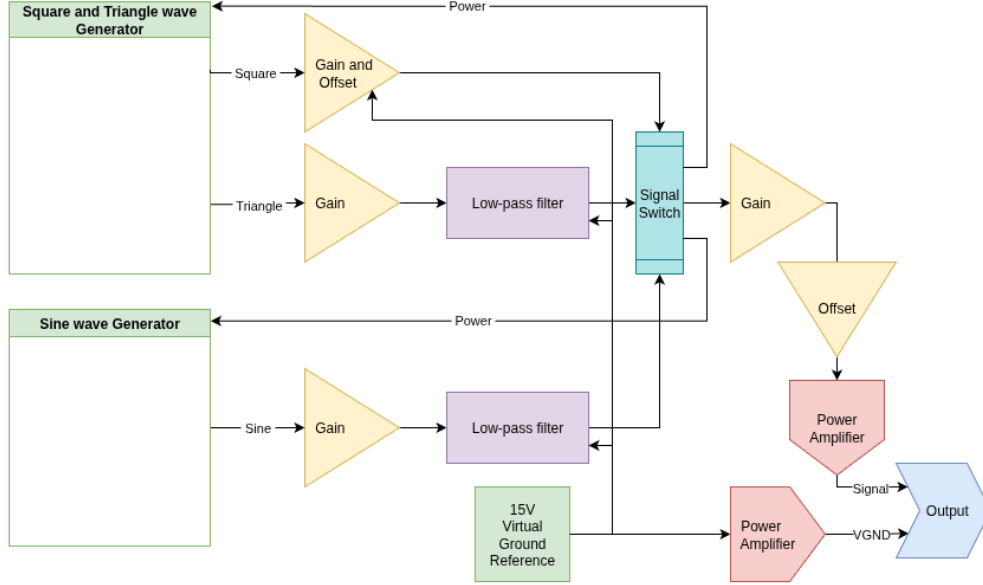 Square and Triangle wave
Generator
Power
Square
Gain and
Offset
Triangle
Gain
Low-pass filter
Signal
Switch
Gain
Sine wave Generator
Power
Offset
Sine
Gain
Low-pass filter
Power
Amplifier
Signal
15V
Virtual
Ground
Reference
Power
Amplifier
VGND
Output